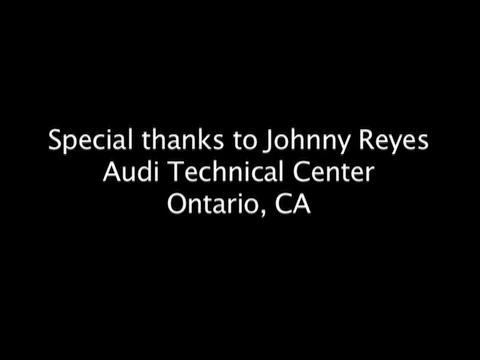 Special thanks to Johnny Reyes
Audi Technical Center
Ontario, CA